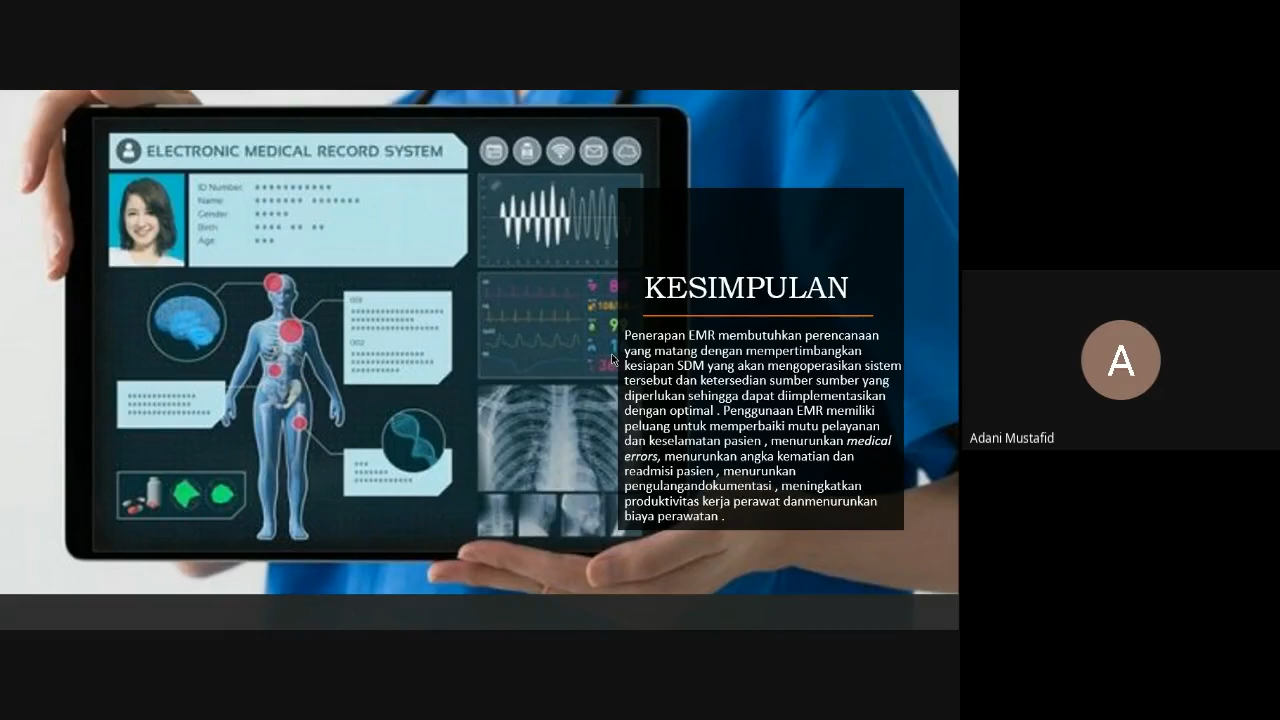 ELECTRONIC MEDICAL RECORD SYSTEM
ID Number:
Name:
Gender:
Birth:
Age:
001
002
KESIMPULAN
Penerapan EMR membutuhkan perencanaan
yang matang dengan mempertimbangkan
kesiapan SDM yang akan mengoperasikan sistem
tersebut dan ketersedian sumber sumber yang
diperlukan sehingga dapat diimplementasikan
dengan optimal . Penggunaan EMR memiliki
peluang untuk memperbaiki mutu pelayanan
dan keselamatan pasien , menurunkan medical
errors, menurunkan angka kematian dan
readmisi pasien , menurunkan
pengulangandokumentasi , meningkatkan
produktivitas kerja perawat danmenurunkan
biaya perawatan .
A
Adani Mustafid